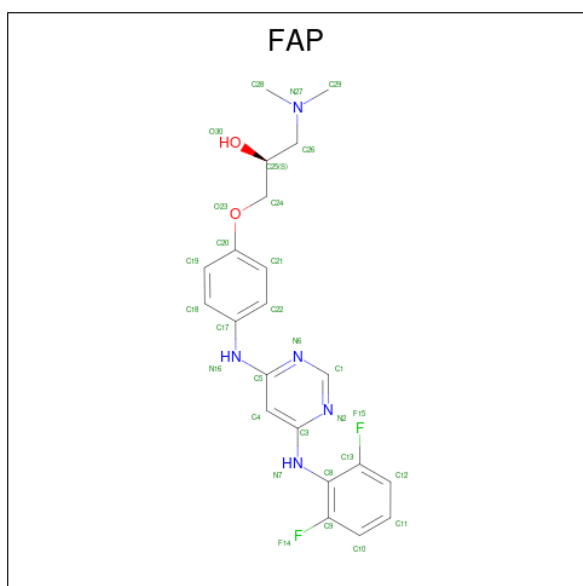 FAP
C28
C29
N27
O30
HO
N
C26
C25(S)
C24
O23
O
C20
C19
C21
C18
C22
C17
N6
HN
N
N16
C5
C1
C4
N2
N
F15
C3
F
C13
HN
C8
C12
N7
C9
C11
F14
F
C10